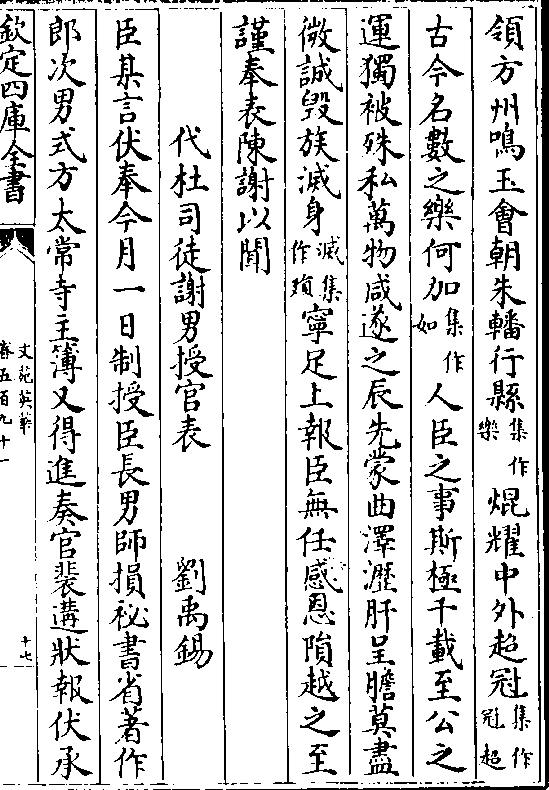 領方州鳴玉會朝朱轓行縣集作樂焜耀中外超冠集作冠超
古今名數之樂何加集作如人臣之事斯極千載至公之
運獨被殊私萬物咸遂之辰先蒙曲澤瀝肝呈膽莫盡
微誠毀族滅身滅集作殞寧足上報臣無任感恩隕越之至
謹奉表陳謝以聞
代杜司徒謝男授官表 劉禹錫
臣某言伏奉今月一日制授臣長男師損祕書省著作
郎次男式方太常寺主簿又得進奏官裴遘狀報伏承
欽定四庫全書
文苑英華
卷五百九十一
十七